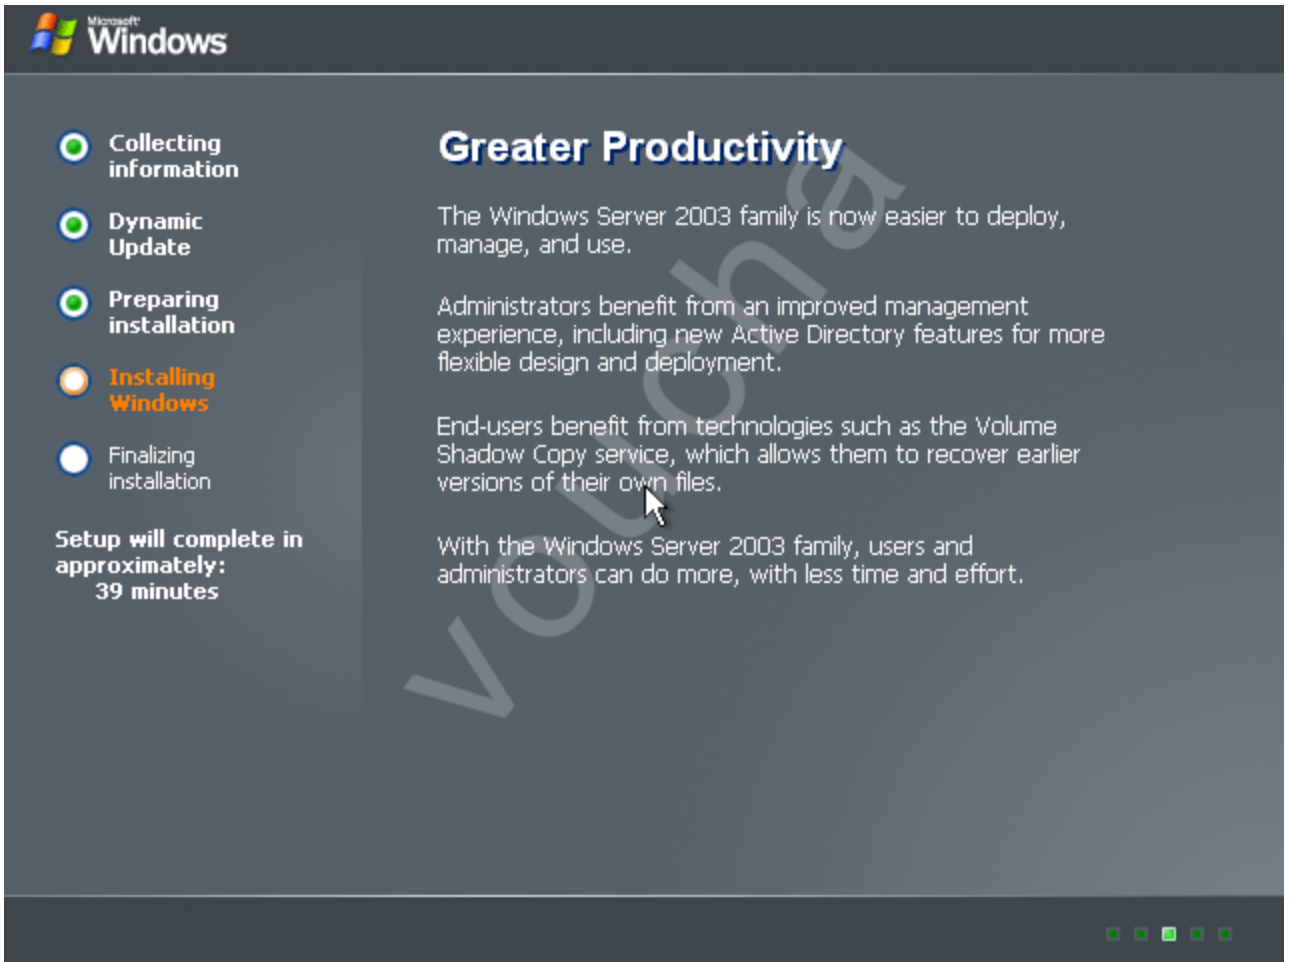 Microsoft
Windows
Collecting
information
Dynamic
Update
Preparing
installation
Installing
Windows
Finalizing
installation
Setup will complete in
approximately:
39 minutes
Greater Productivity
The Windows Server 2003 family is now easier to deploy,
manage, and use.
Administrators benefit from an improved management
experience, including new Active Directory features for more
flexible design and deployment.
End-users benefit from technologies such as the Volume
Shadow Copy service, which allows them to recover earlier
versions of their own files.
With the Windows Server 2003 family, users and
administrators can do more, with less time and effort.
voucha